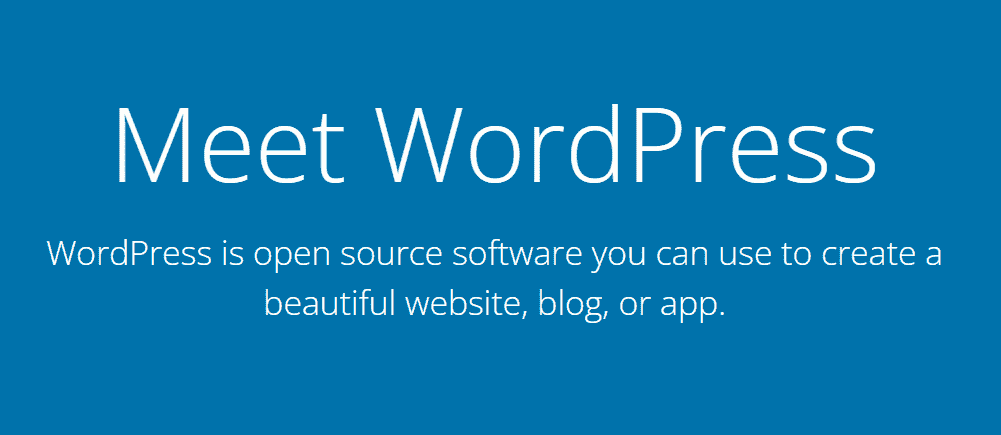 Meet WordPress
WordPress is open source software you can use to create a
beautiful website, blog, or app.